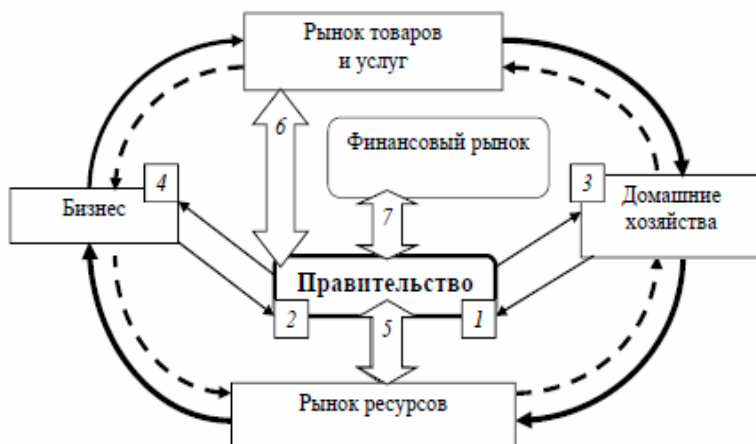 Рынок товаров
и услуг
6
Финансовый рынок
4
3
Бизнес
Домашние
хозяйства
7
Правительство
2
5
1
Рынок ресурсов